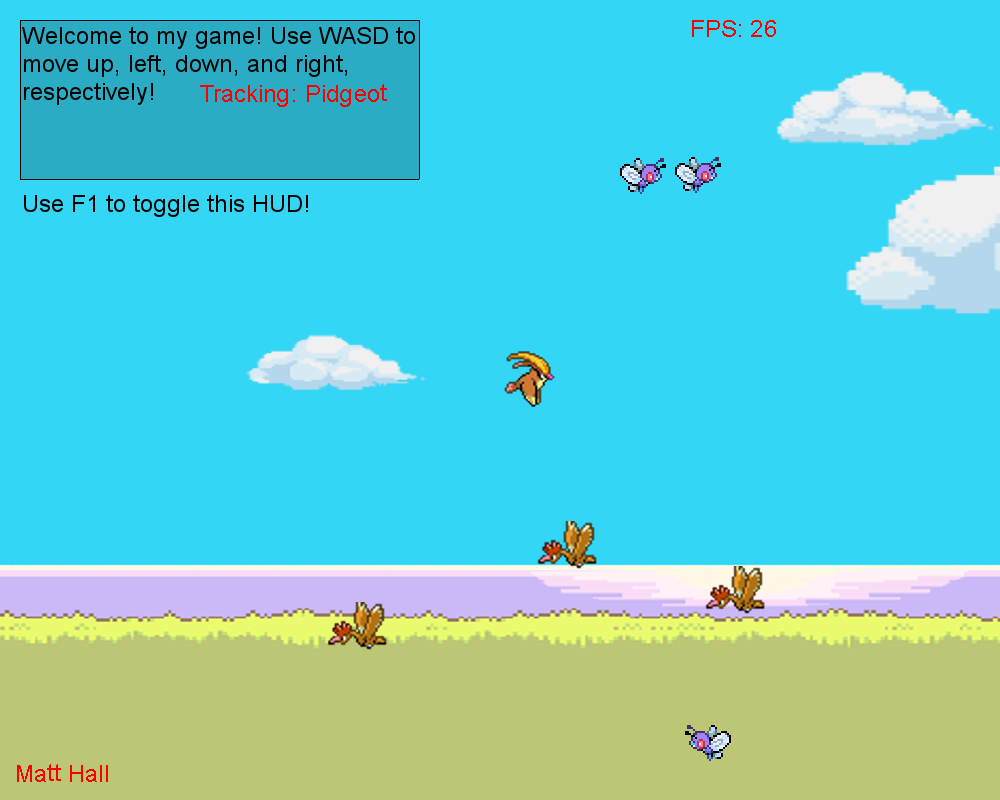 Welcome to my game! Use WASD to
move up, left, down, and right,
respectively!
Tracking: Pidgeot
Use F1 to toggle this HUD!
FPS: 26
Matt Hall